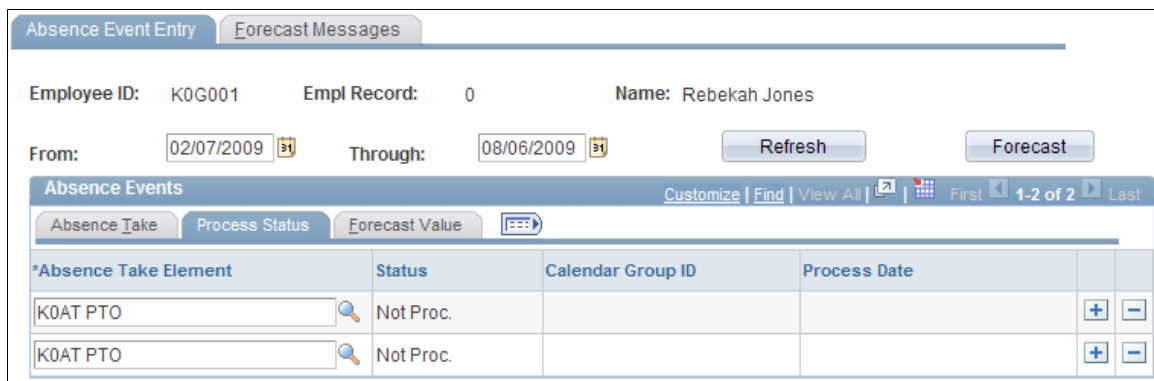 Absence Event Entry Forecast Messages
Employee ID: K0G001 Empl Record: 0 Name: Rebekah Jones
From: 02/07/2009 31 Through: 08/06/2009 31 Refresh Forecast
Absence Events Customize | Find | View All | | First 1-2 of 2 Last
Absence Take Process Status Forecast Value
*Absence Take Element Status Calendar Group ID Process Date
K0AT PTO Not Proc. + -
K0AT PTO Not Proc. + -